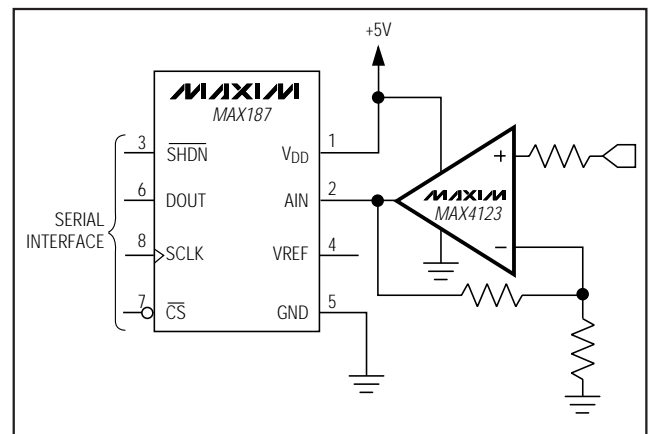 +5V
MAXIM
MAX187
3
SHDN
6
DOUT
8
SCLK
7
CS
1
VDD
2
AIN
4
VREF
5
GND
SERIAL
INTERFACE
MAXIM
MAX4123
+
−